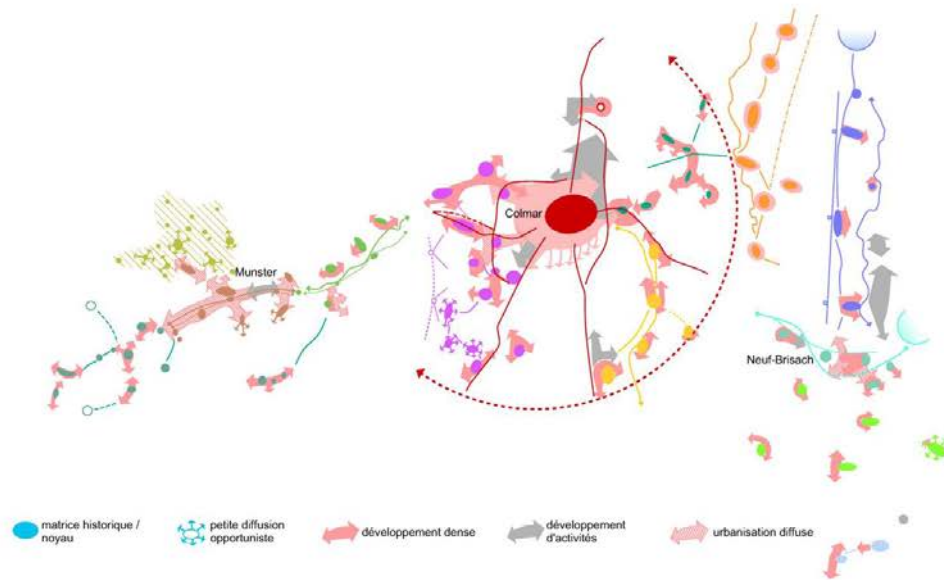 Colmar
Munster
Neuf-Brisach
matrice historique /
noyau
petite diffusion
opportuniste
développement dense
développement
d'activités
urbanisation diffuse